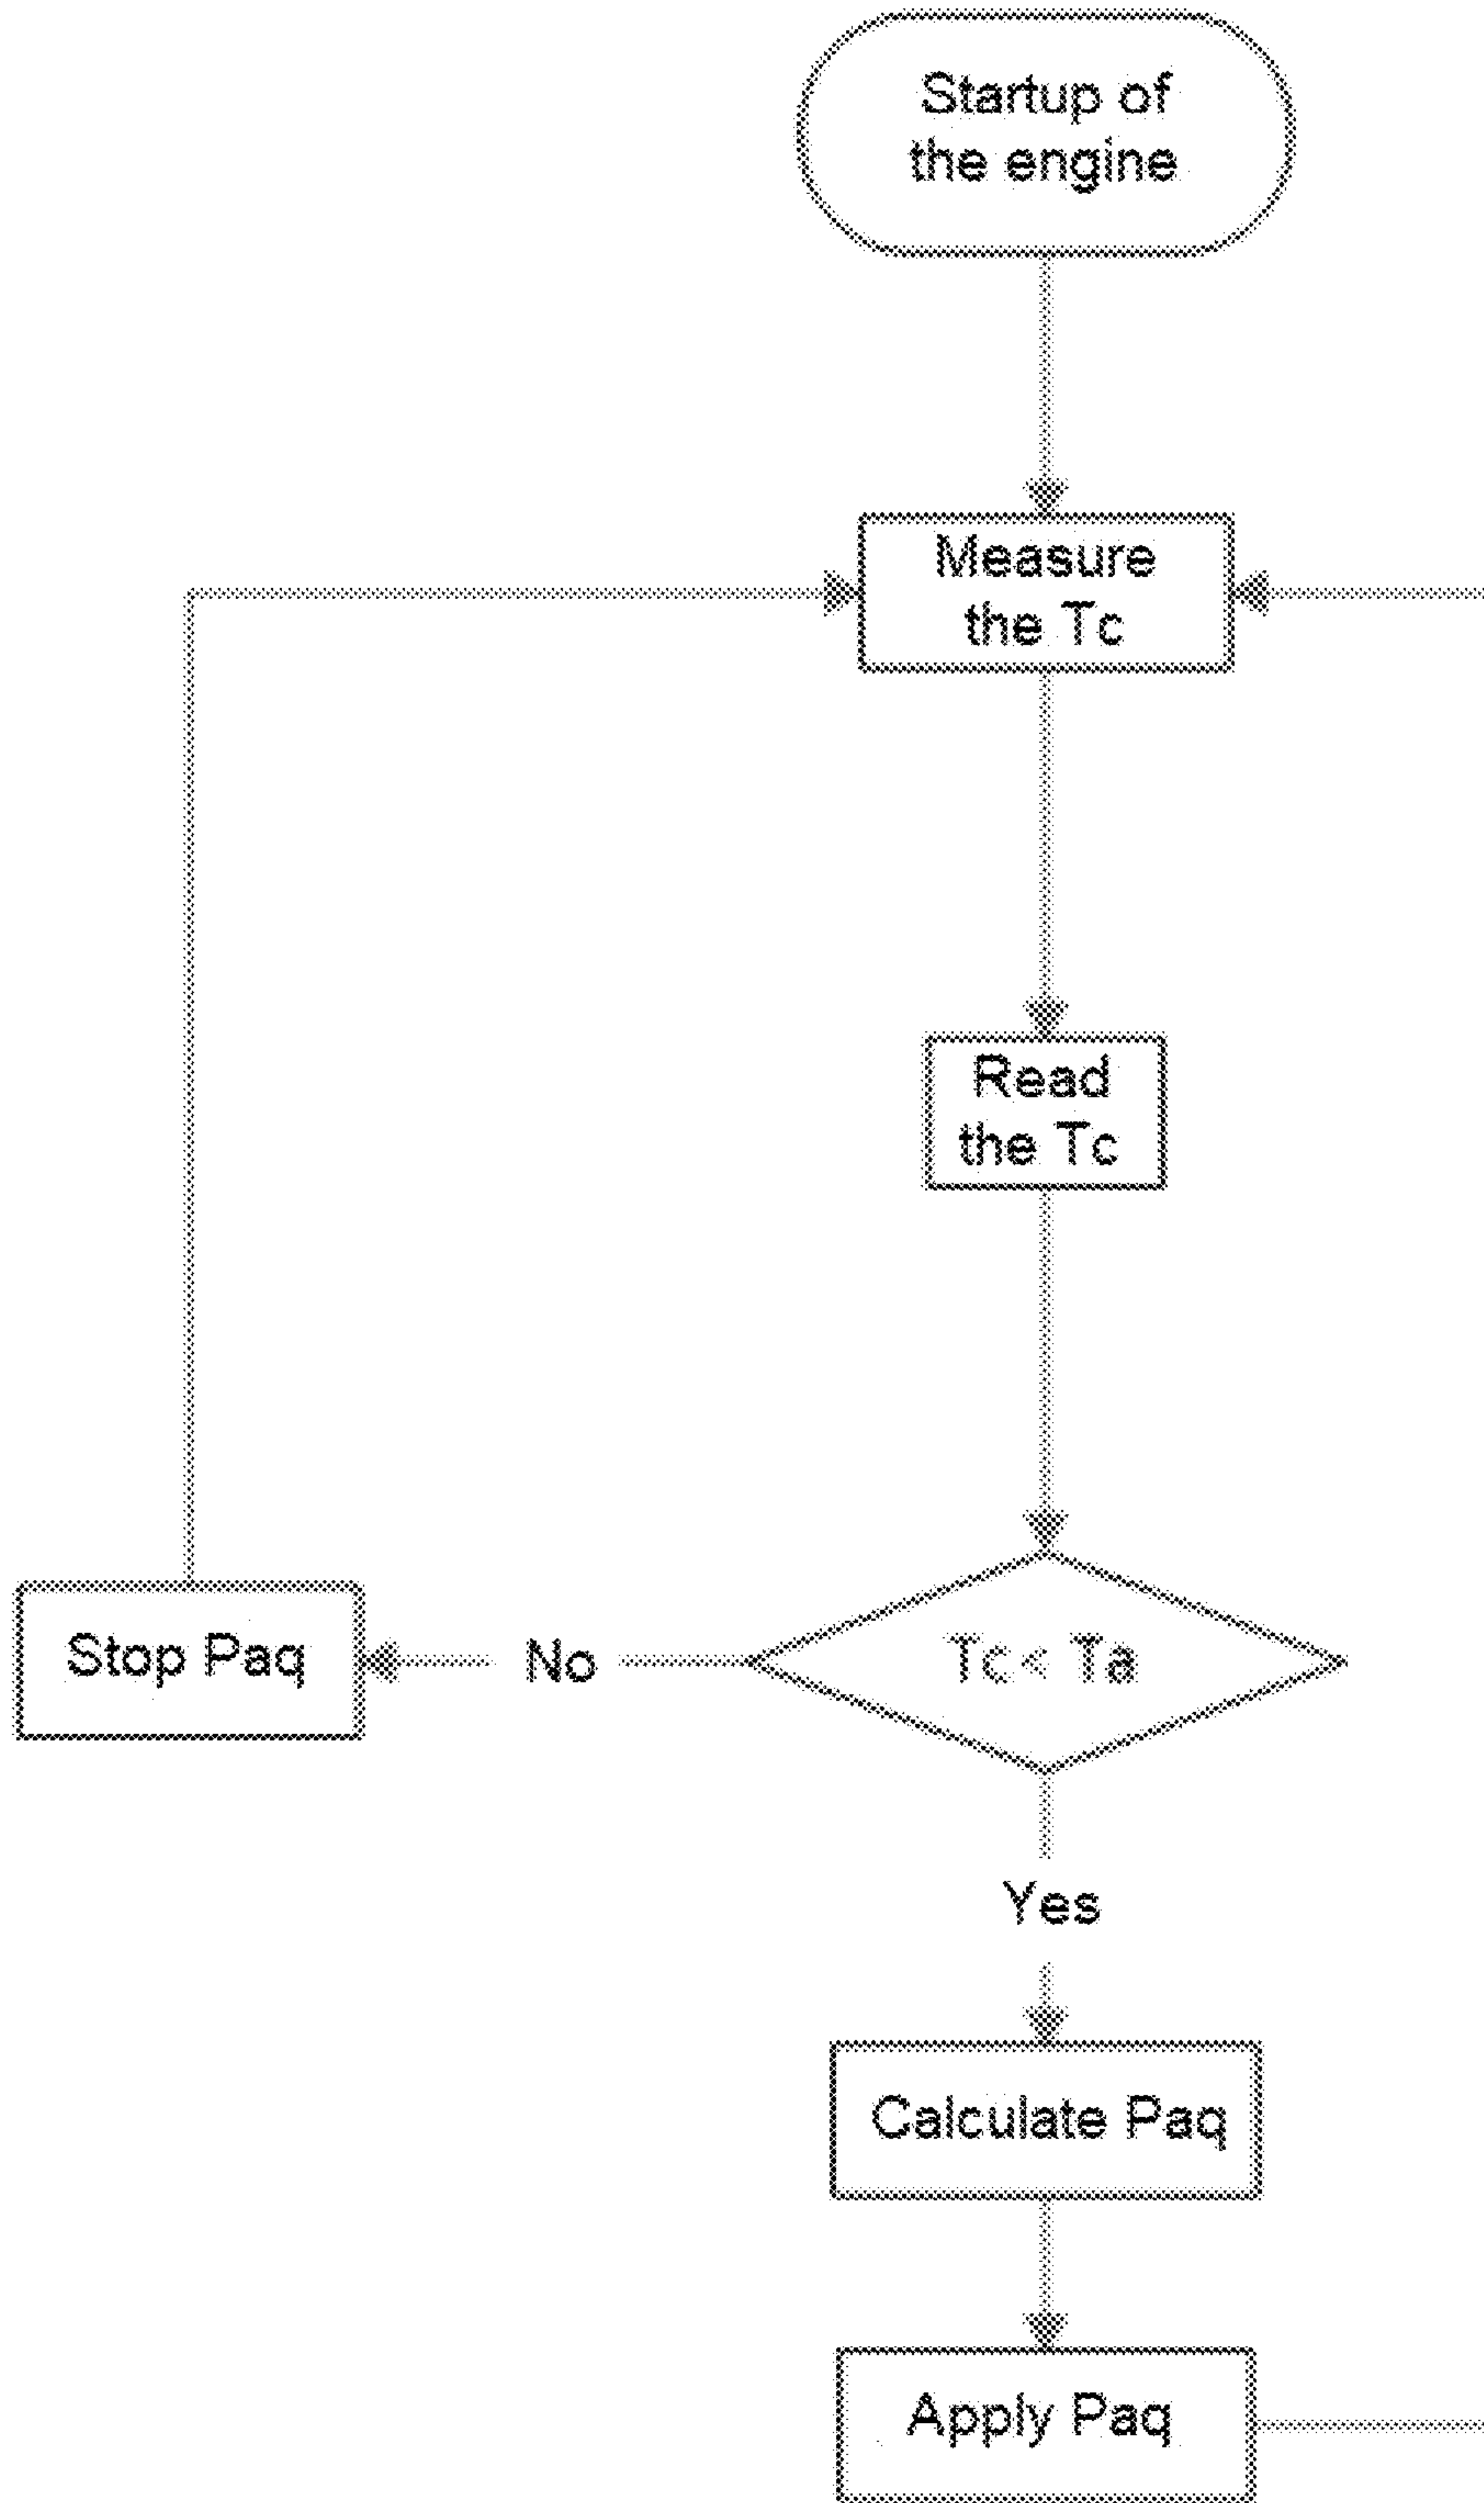 Startup of
the engine
Measure
the Tc
Read
the Tc
Tc< Ta
No
Stop Paq
Yes
Calculate Paq
Apply Paq